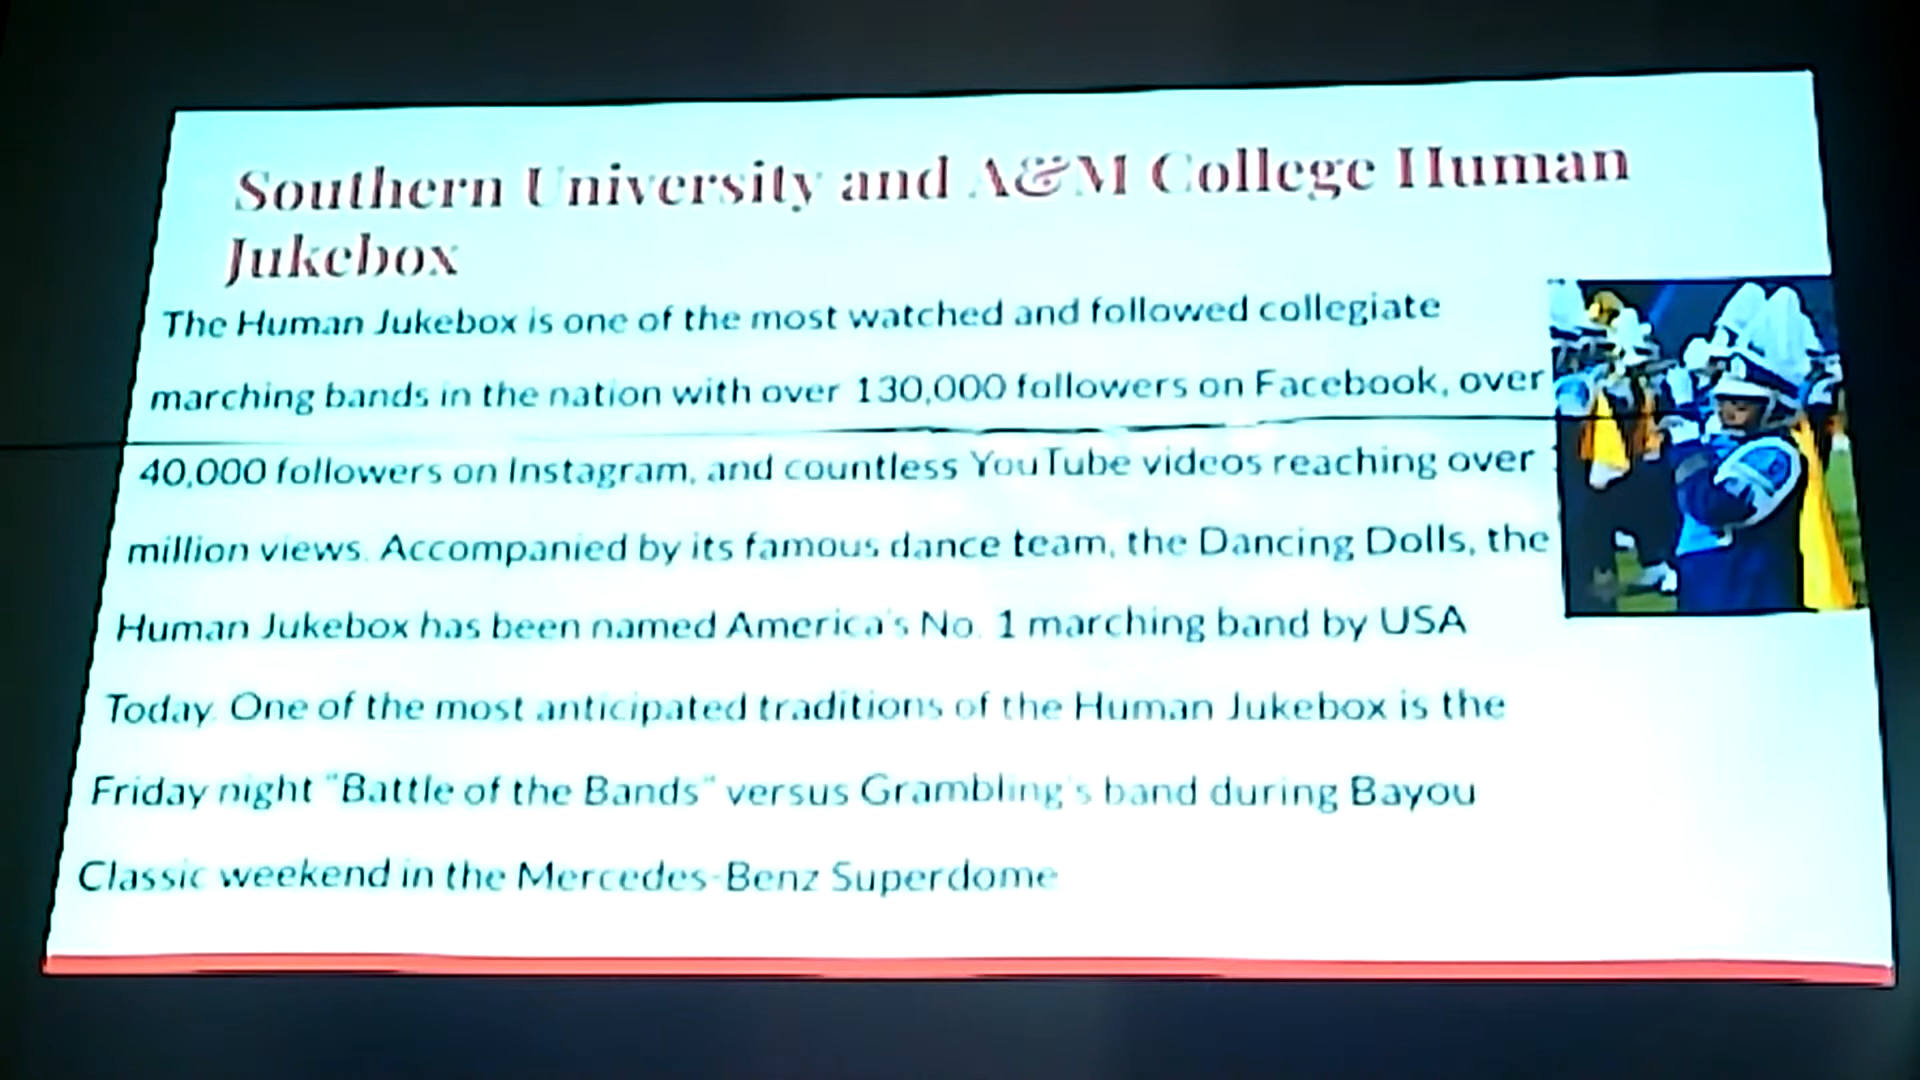 Southern University and A&M College Human
Jukebox
The Human Jukebox is one of the most watched and followed collegiate
marching bands in the nation with over 130,000 followers on Facebook, over
40,000 followers on Instagram, and countless YouTube videos reaching over
million views. Accompanied by its famous dance team, the Dancing Dolls, the
Human Jukebox has been named America's No. 1 marching band by USA
Today. One of the most anticipated traditions of the Human Jukebox is the
Friday night "Battle of the Bands" versus Grambling's band during Bayou
Classic weekend in the Mercedes-Benz Superdome